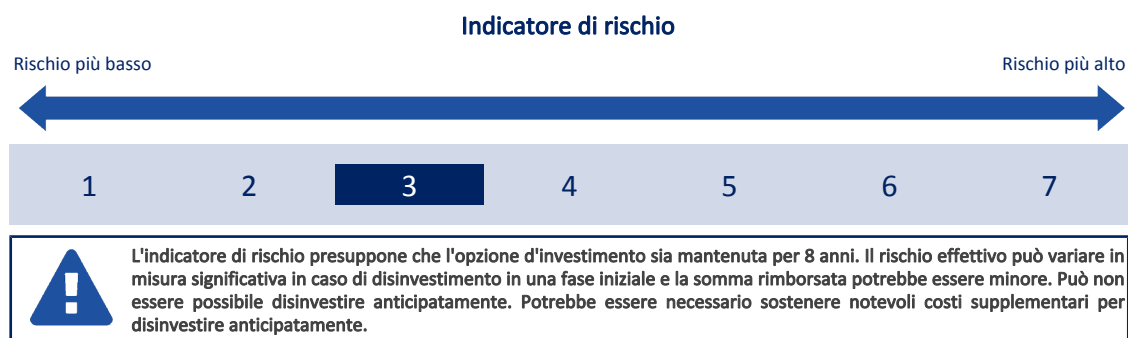 Indicatore di rischio
Rischio più basso
Rischio più alto
1 2 3 4 5 6 7
L'indicatore di rischio presuppone che l'opzione d'investimento sia mantenuta per 8 anni. Il rischio effettivo può variare in
misura significativa in caso di disinvestimento in una fase iniziale e la somma rimborsata potrebbe essere minore. Può non
essere possibile disinvestire anticipatamente. Potrebbe essere necessario sostenere notevoli costi supplementari per
disinvestire anticipatamente.